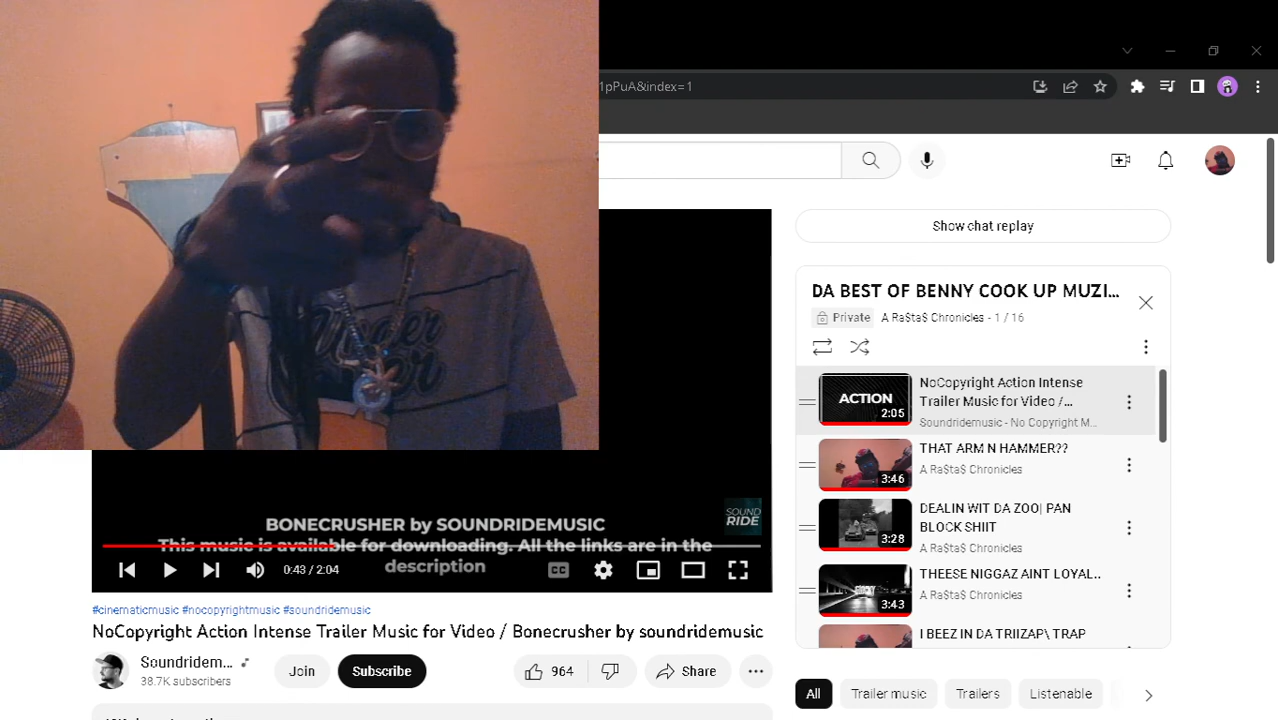 1pPuA&index=1
Show chat replay
DA BEST OF BENNY COOK UP MUZI...
Private A Ra$ta$ Chronicles - 1 / 16
ACTION
2:05
NoCopyright Action Intense
Trailer Music for Video /...
Soundridemusic - No Copyright M...
3:46
THAT ARM N HAMMER??
A Ra$ta$ Chronicles
3:28
DEALIN WIT DA ZOO| PAN
BLOCK SHIIT
A Ra$ta$ Chronicles
3:43
THEESE NIGGAZ AINT LOYAL..
A Ra$ta$ Chronicles
I BEEZ IN DA TRIIZAP\ TRAP
SOUND
RIDE
BONECRUSHER by SOUNDRIDEMUSIC
This music is available for downloading. All the links are in the
description
0:43 / 2:04
CC
#cinematicmusic #nocopyrightmusic #soundridemusic
NoCopyright Action Intense Trailer Music for Video / Bonecrusher by soundridemusic
Soundridem...
38.7K subscribers
Join
Subscribe
964
Share
All
Trailer music
Trailers
Listenable